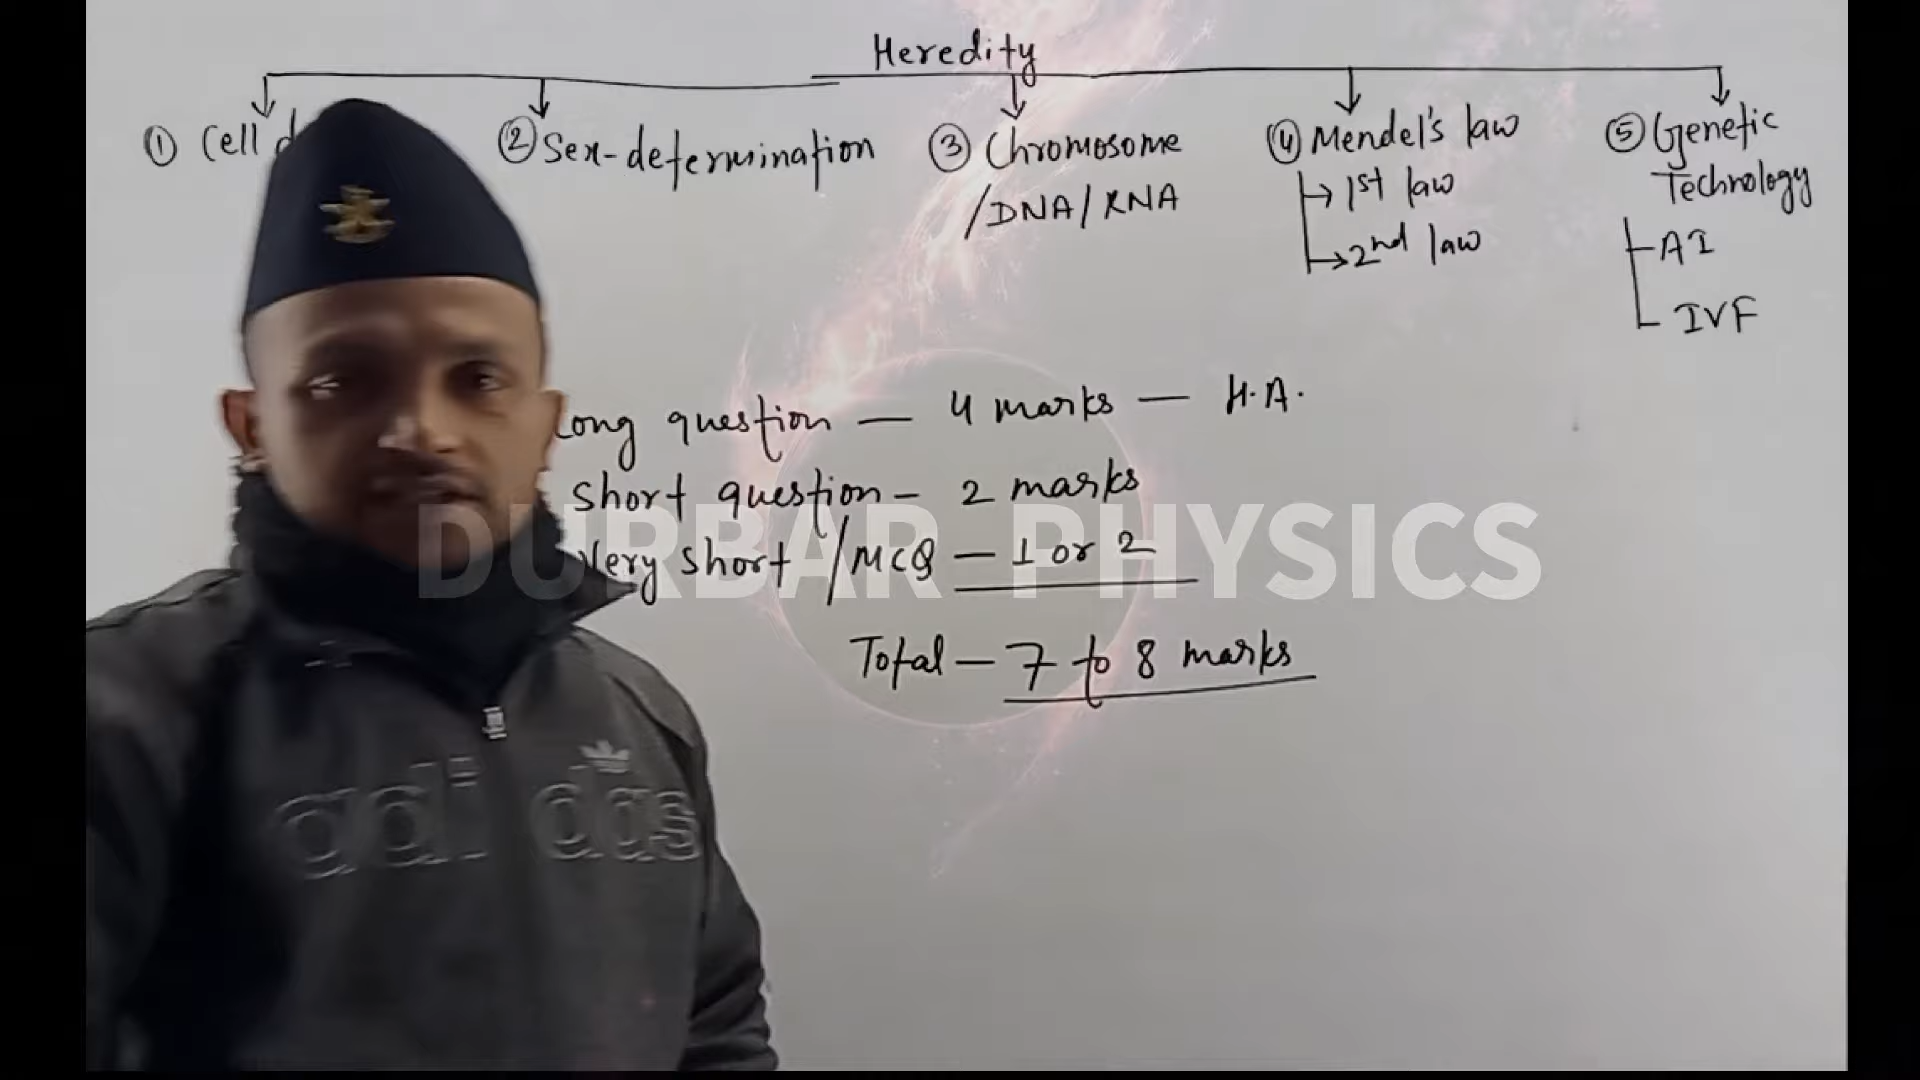 Heredity
① Cell d
② Sex-determination
③ Chromosome
/DNA/RNA
④ Mendel's law
→ 1st law
→ 2nd law
⑤ Genetic
Technology
AI
IVF
Long question — 4 marks — H.A.
Short question - 2 marks
Very short /MCQ — 1 or 2
Total — 7 to 8 marks
DURBAR PHYSICS
adidas